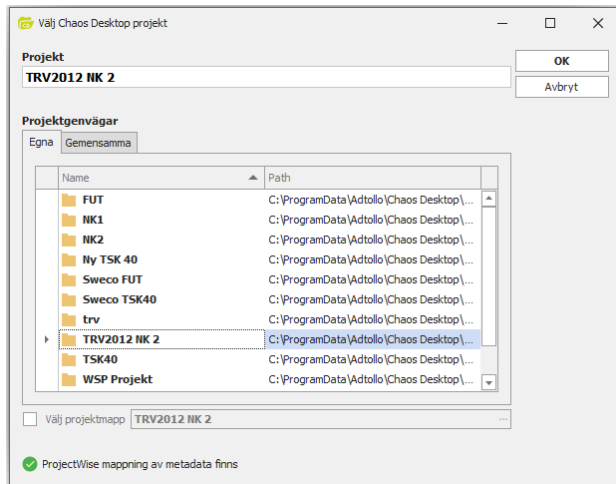 Välj Chaos Desktop projekt
Projekt
TRV2012 NK 2
OK
Avbryt
Projektgenvägar
Egna Gemensamma
Name Path
FUT C:\ProgramData\Adtollo\Chaos Desktop\...
NK1 C:\ProgramData\Adtollo\Chaos Desktop\...
NK2 C:\ProgramData\Adtollo\Chaos Desktop\...
Ny TSK 40 C:\ProgramData\Adtollo\Chaos Desktop\...
Sweco FUT C:\ProgramData\Adtollo\Chaos Desktop\...
Sweco TSK40 C:\ProgramData\Adtollo\Chaos Desktop\...
trv C:\ProgramData\Adtollo\Chaos Desktop\...
TRV2012 NK 2 C:\ProgramData\Adtollo\Chaos Desktop\...
TSK40 C:\ProgramData\Adtollo\Chaos Desktop\...
WSP Projekt C:\ProgramData\Adtollo\Chaos Desktop\...
Välj projektmapp TRV2012 NK 2 ...
ProjectWise mappning av metadata finns